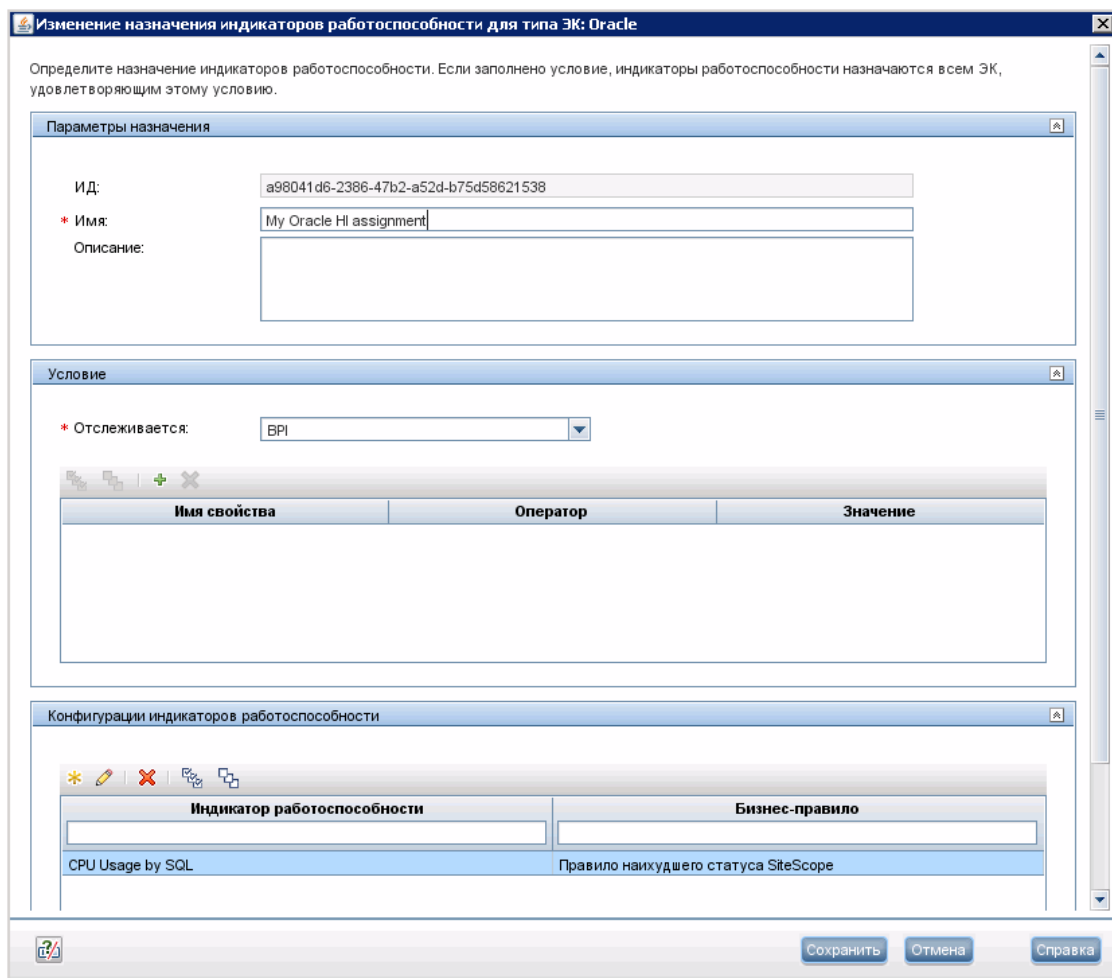 Изменение назначения индикаторов работоспособности для типа ЭК: Oracle
Определите назначение индикаторов работоспособности. Если заполнено условие, индикаторы работоспособности назначаются всем ЭК,
удовлетворяющим этому условию.
Параметры назначения
ИД: a98041d6-2386-47b2-a52d-b75d58621538
* Имя: My Oracle HI assignment
Описание:
Условие
* Отслеживается: BPI
Имя свойства Оператор Значение
Конфигурации индикаторов работоспособности
Индикатор работоспособности Бизнес-правило
CPU Usage by SQL Правило наихудшего статуса SiteScope
Сохранить Отмена Справка